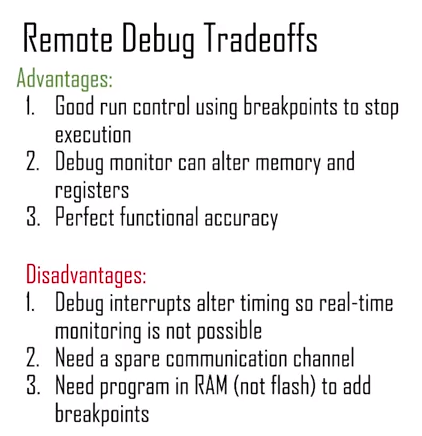 Remote Debug Tradeoffs
Advantages:
1. Good run control using breakpoints to stop
execution
2. Debug monitor can alter memory and
registers
3. Perfect functional accuracy
Disadvantages:
1. Debug interrupts alter timing so real-time
monitoring is not possible
2. Need a spare communication channel
3. Need program in RAM (not flash) to add
breakpoints